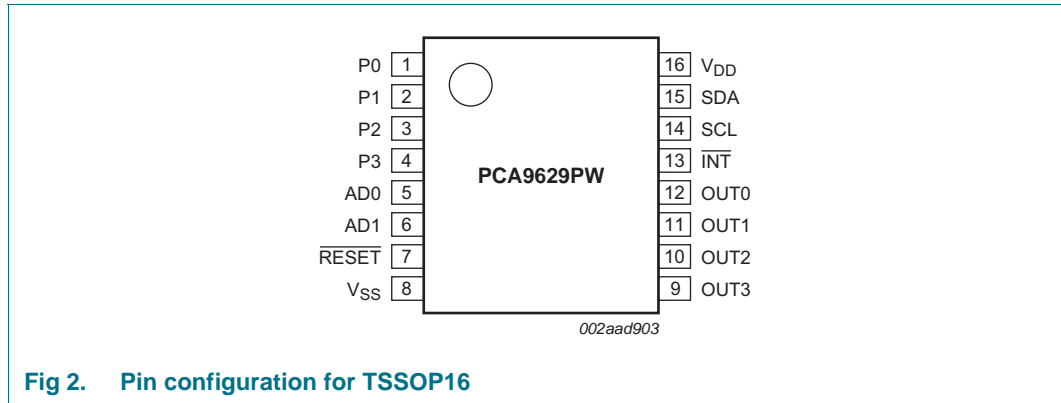 P0 1
P1 2
P2 3
P3 4
AD0 5
AD1 6
RESET 7
VSS 8
PCA9629PW
16 VDD
15 SDA
14 SCL
13 INT
12 OUT0
11 OUT1
10 OUT2
9 OUT3
002aad903
Fig 2. Pin configuration for TSSOP16